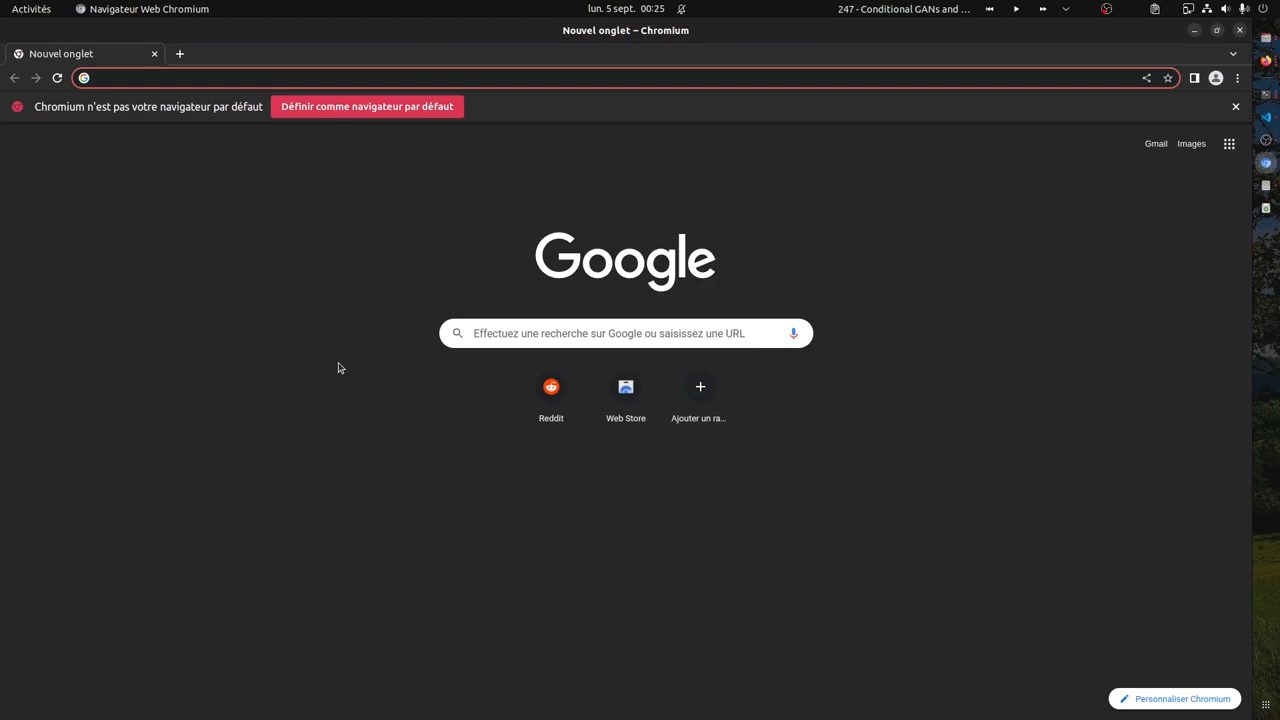 Activités Navigateur Web Chromium lun. 5 sept. 00:25 247 - Conditional GANs and ...
Nouvel onglet – Chromium
Nouvel onglet
Chromium n'est pas votre navigateur par défaut Définir comme navigateur par défaut
Gmail Images
Google
Effectuez une recherche sur Google ou saisissez une URL
Reddit Web Store Ajouter un ra...
Personnaliser Chromium